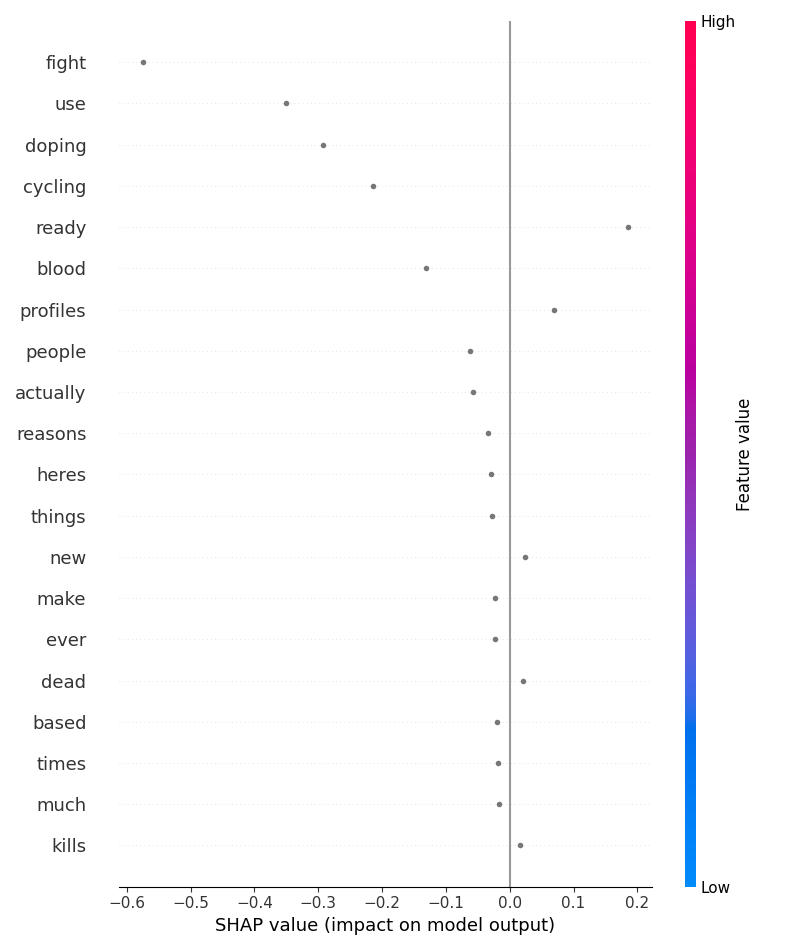 High
fight
use
doping
cycling
ready
blood
profiles
people
actually
reasons
heres
things
new
make
ever
dead
based
times
much
kills
Feature value
Low
−0.6 −0.5 −0.4 −0.3 −0.2 −0.1 0.0 0.1 0.2
SHAP value (impact on model output)